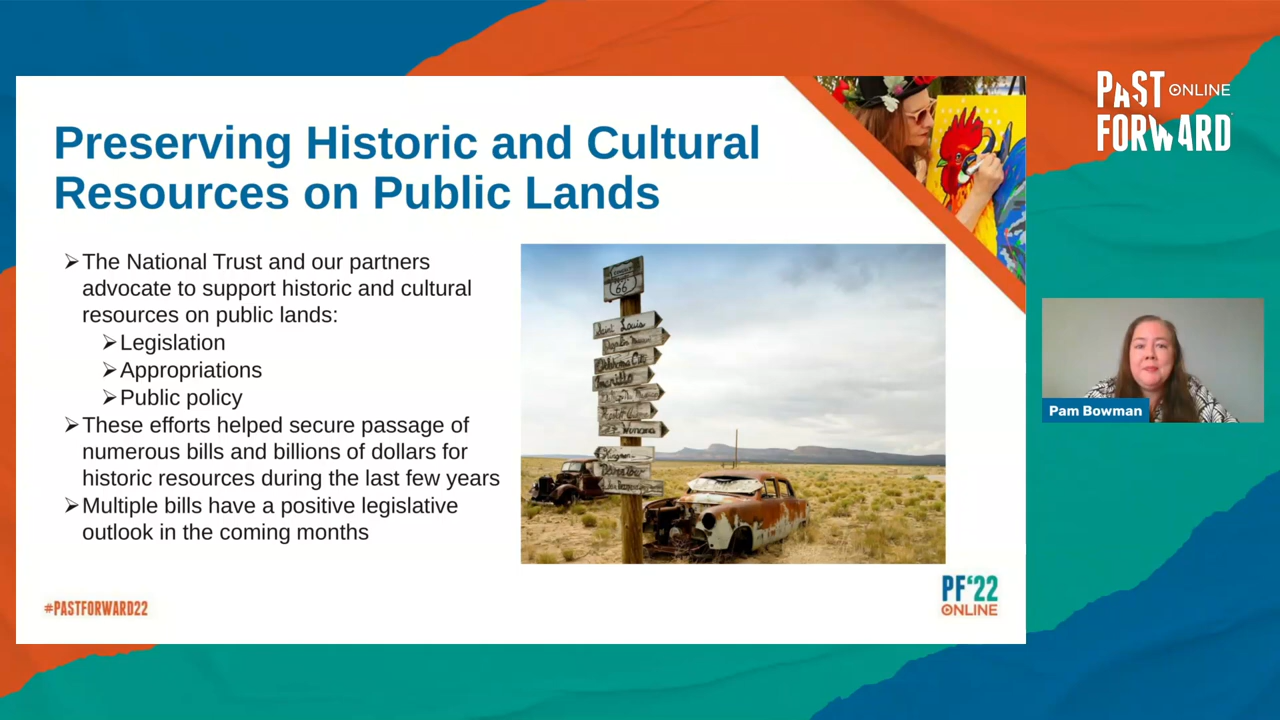 PAST ONLINE
FORWARD
Preserving Historic and Cultural
Resources on Public Lands
➢The National Trust and our partners
advocate to support historic and cultural
resources on public lands:
➢Legislation
➢Appropriations
➢Public policy
➢These efforts helped secure passage of
numerous bills and billions of dollars for
historic resources during the last few years
➢Multiple bills have a positive legislative
outlook in the coming months
66
Saint Louis
Oklahoma City
Amarillo
Winona
Kingman
Pam Bowman
#PASTFORWARD22
PF‘22
ONLINE